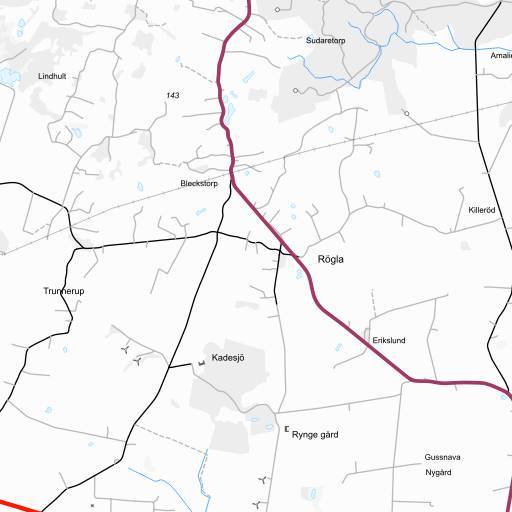 Sudaretorp
Amalie
Lindhult
143
Bleckstorp
Killeröd
Rögla
Trunnerup
Erikslund
Kadesjö
Rynge gård
Gussnava
Nygård